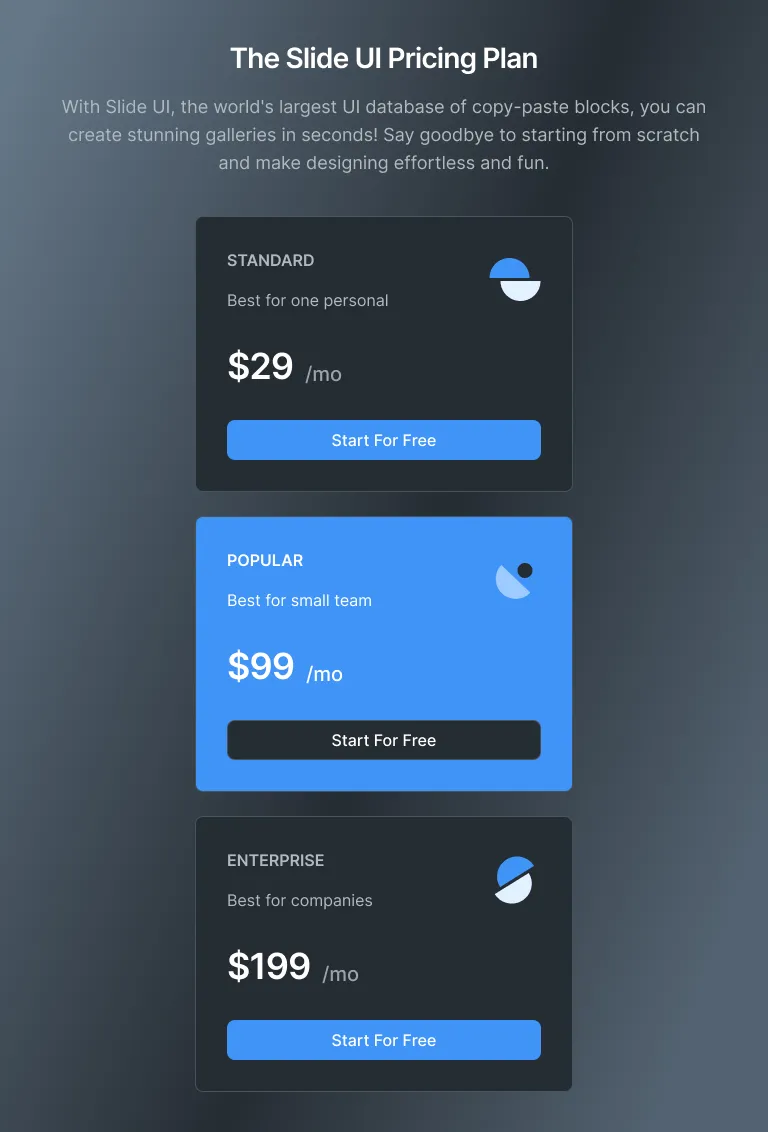 The Slide UI Pricing Plan
With Slide UI, the world's largest UI database of copy-paste blocks, you can
create stunning galleries in seconds! Say goodbye to starting from scratch
and make designing effortless and fun.
STANDARD
Best for one personal
$29 /mo
Start For Free
POPULAR
Best for small team
$99 /mo
Start For Free
ENTERPRISE
Best for companies
$199 /mo
Start For Free